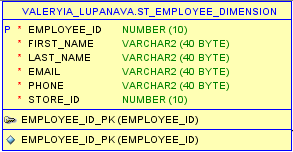 VALERYIA_LUPANAVA.ST_EMPLOYEE_DIMENSION
P * EMPLOYEE_ID NUMBER (10)
* FIRST_NAME VARCHAR2 (40 BYTE)
* LAST_NAME VARCHAR2 (40 BYTE)
* EMAIL VARCHAR2 (40 BYTE)
* PHONE VARCHAR2 (40 BYTE)
* STORE_ID NUMBER (10)
EMPLOYEE_ID_PK (EMPLOYEE_ID)
EMPLOYEE_ID_PK (EMPLOYEE_ID)